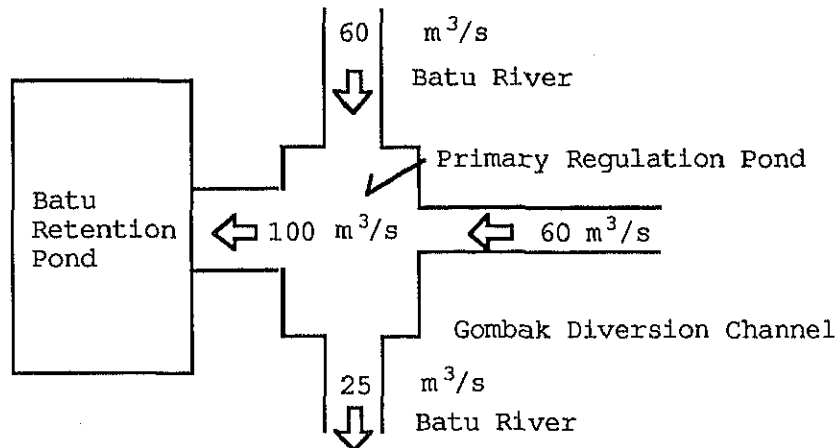 60 m³/s
Batu River
Primary Regulation Pond
Batu
Retention
Pond
100 m³/s
60 m³/s
Gombak Diversion Channel
25 m³/s
Batu River